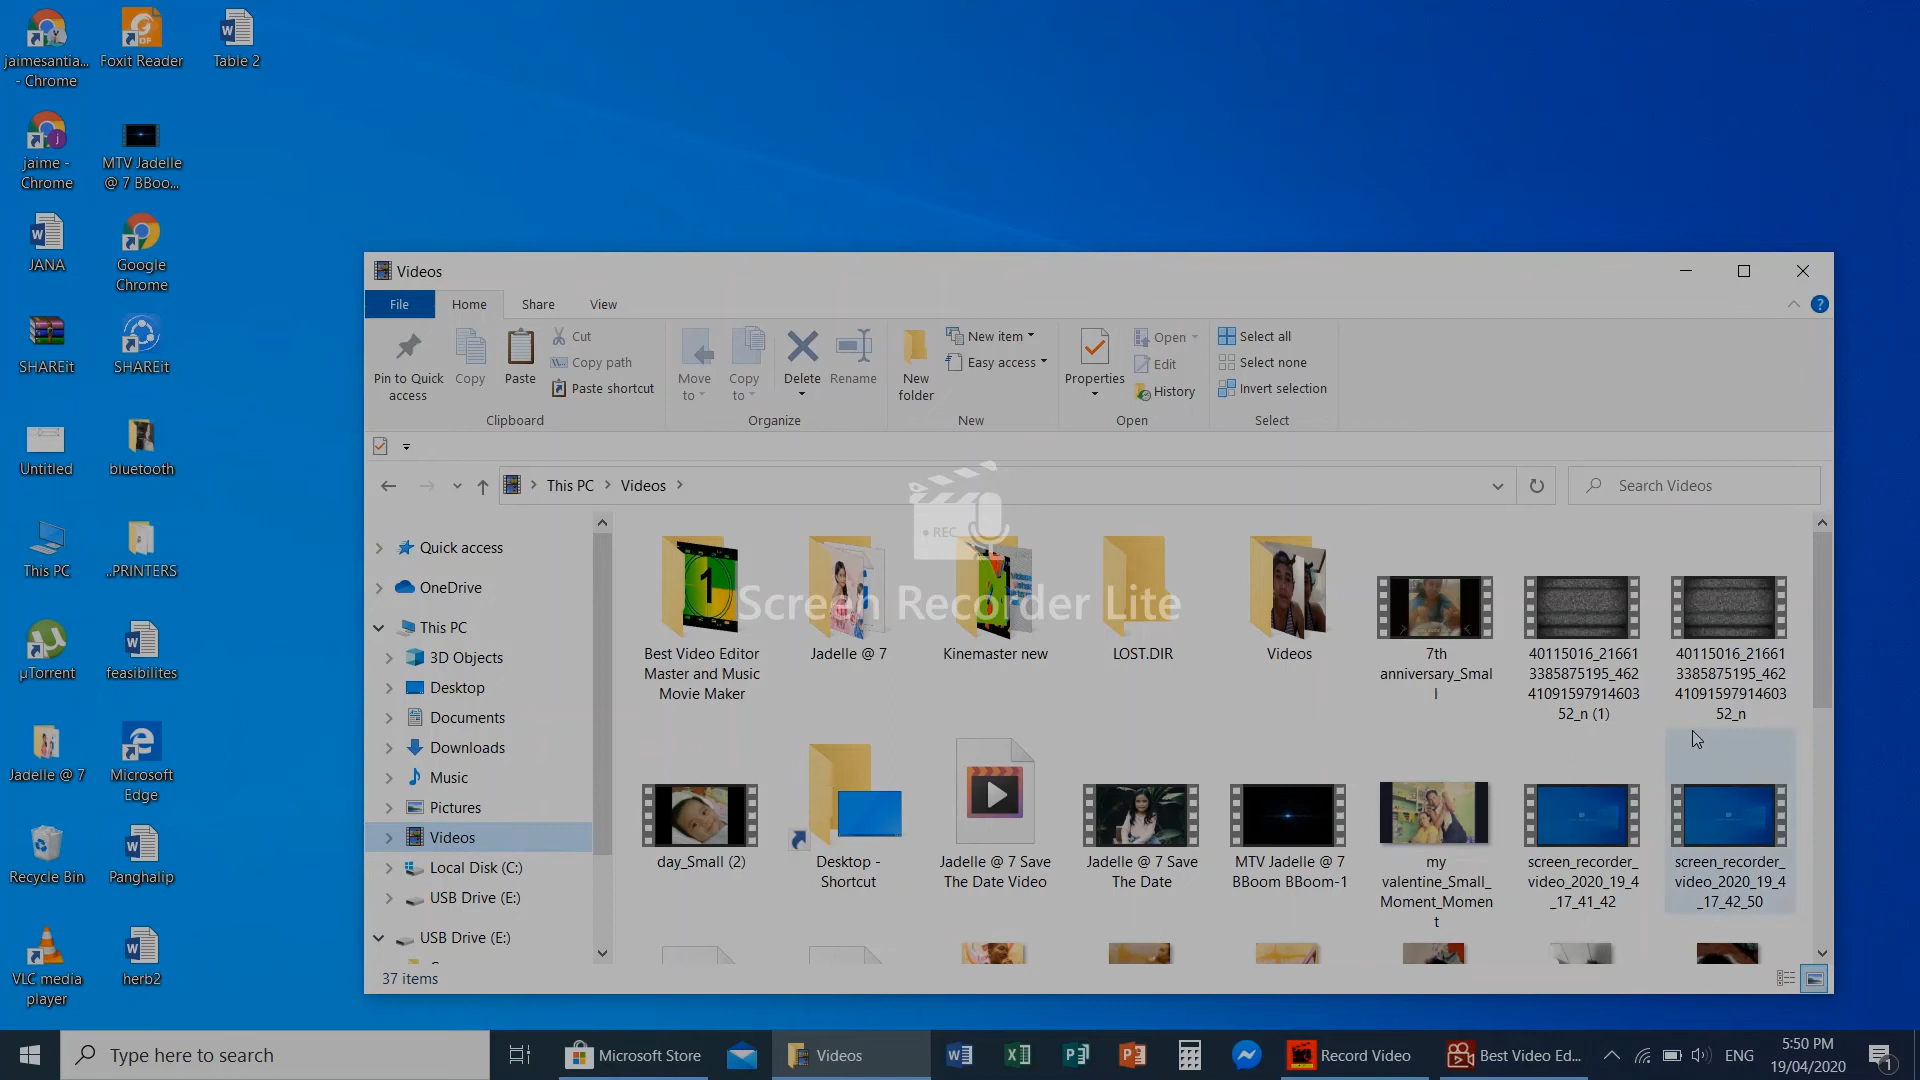 jaimesantia...
- Chrome
Foxit Reader
Table 2
jaime -
Chrome
MTV Jadelle
@ 7 BBoo...
JANA
Google
Chrome
SHAREit
SHAREit
Untitled
bluetooth
This PC
..PRINTERS
µTorrent
feasibilites
Jadelle @ 7
Microsoft
Edge
Recycle Bin
Panghalip
VLC media
player
herb2
Videos
File
Home
Share
View
Pin to Quick
access
Copy
Paste
Cut
Copy path
Paste shortcut
Clipboard
Move
to
Copy
to
Delete
Rename
Organize
New
folder
New item
Easy access
New
Properties
Open
Edit
History
Open
Select all
Select none
Invert selection
Select
This PC
Videos
Search Videos
REC
Screen Recorder Lite
Quick access
OneDrive
This PC
3D Objects
Desktop
Documents
Downloads
Music
Pictures
Videos
Local Disk (C:)
USB Drive (E:)
USB Drive (E:)
Best Video Editor
Master and Music
Movie Maker
Jadelle @ 7
Kinemaster new
LOST.DIR
Videos
7th
anniversary_Smal
l
40115016_21661
3385875195_462
41091597914603
52_n (1)
40115016_21661
3385875195_462
41091597914603
52_n
day_Small (2)
Desktop -
Shortcut
Jadelle @ 7 Save
The Date Video
Jadelle @ 7 Save
The Date
MTV Jadelle @ 7
BBoom BBoom-1
my
valentine_Small_
Moment_Momen
t
screen_recorder_
video_2020_19_4
_17_41_42
screen_recorder_
video_2020_19_4
_17_42_50
37 items
Type here to search
Microsoft Store
Videos
Record Video
Best Video Ed...
ENG
5:50 PM
19/04/2020
1